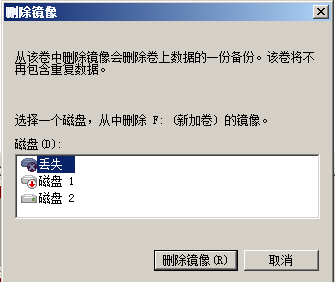 删除镜像
从该卷中删除镜像会删除卷上数据的一份备份。该卷将不
再包含重复数据。
选择一个磁盘，从中删除 F: (新加卷) 的镜像。
磁盘(D):
丢失
磁盘 1
磁盘 2
删除镜像(R)
取消